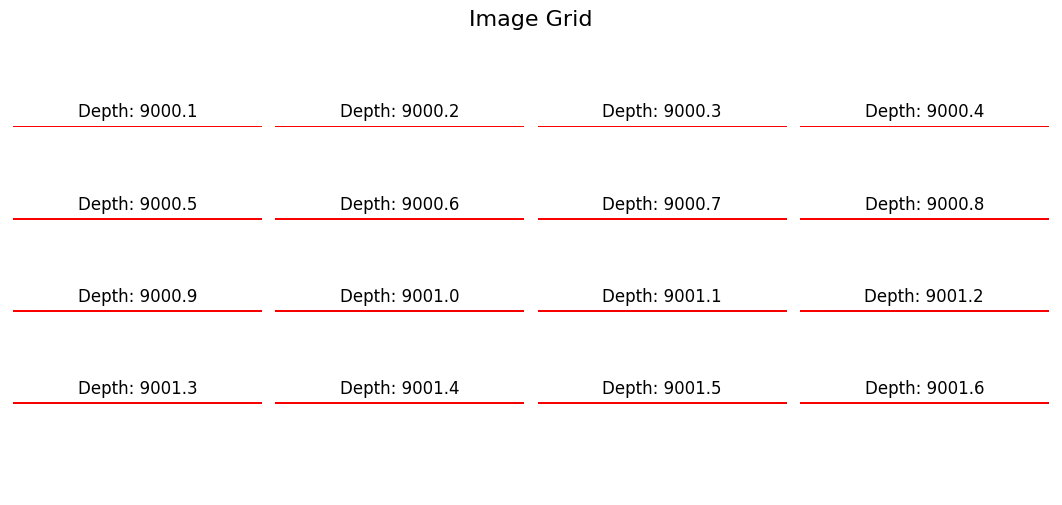 Image Grid
Depth: 9000.1
Depth: 9000.2
Depth: 9000.3
Depth: 9000.4
Depth: 9000.5
Depth: 9000.6
Depth: 9000.7
Depth: 9000.8
Depth: 9000.9
Depth: 9001.0
Depth: 9001.1
Depth: 9001.2
Depth: 9001.3
Depth: 9001.4
Depth: 9001.5
Depth: 9001.6